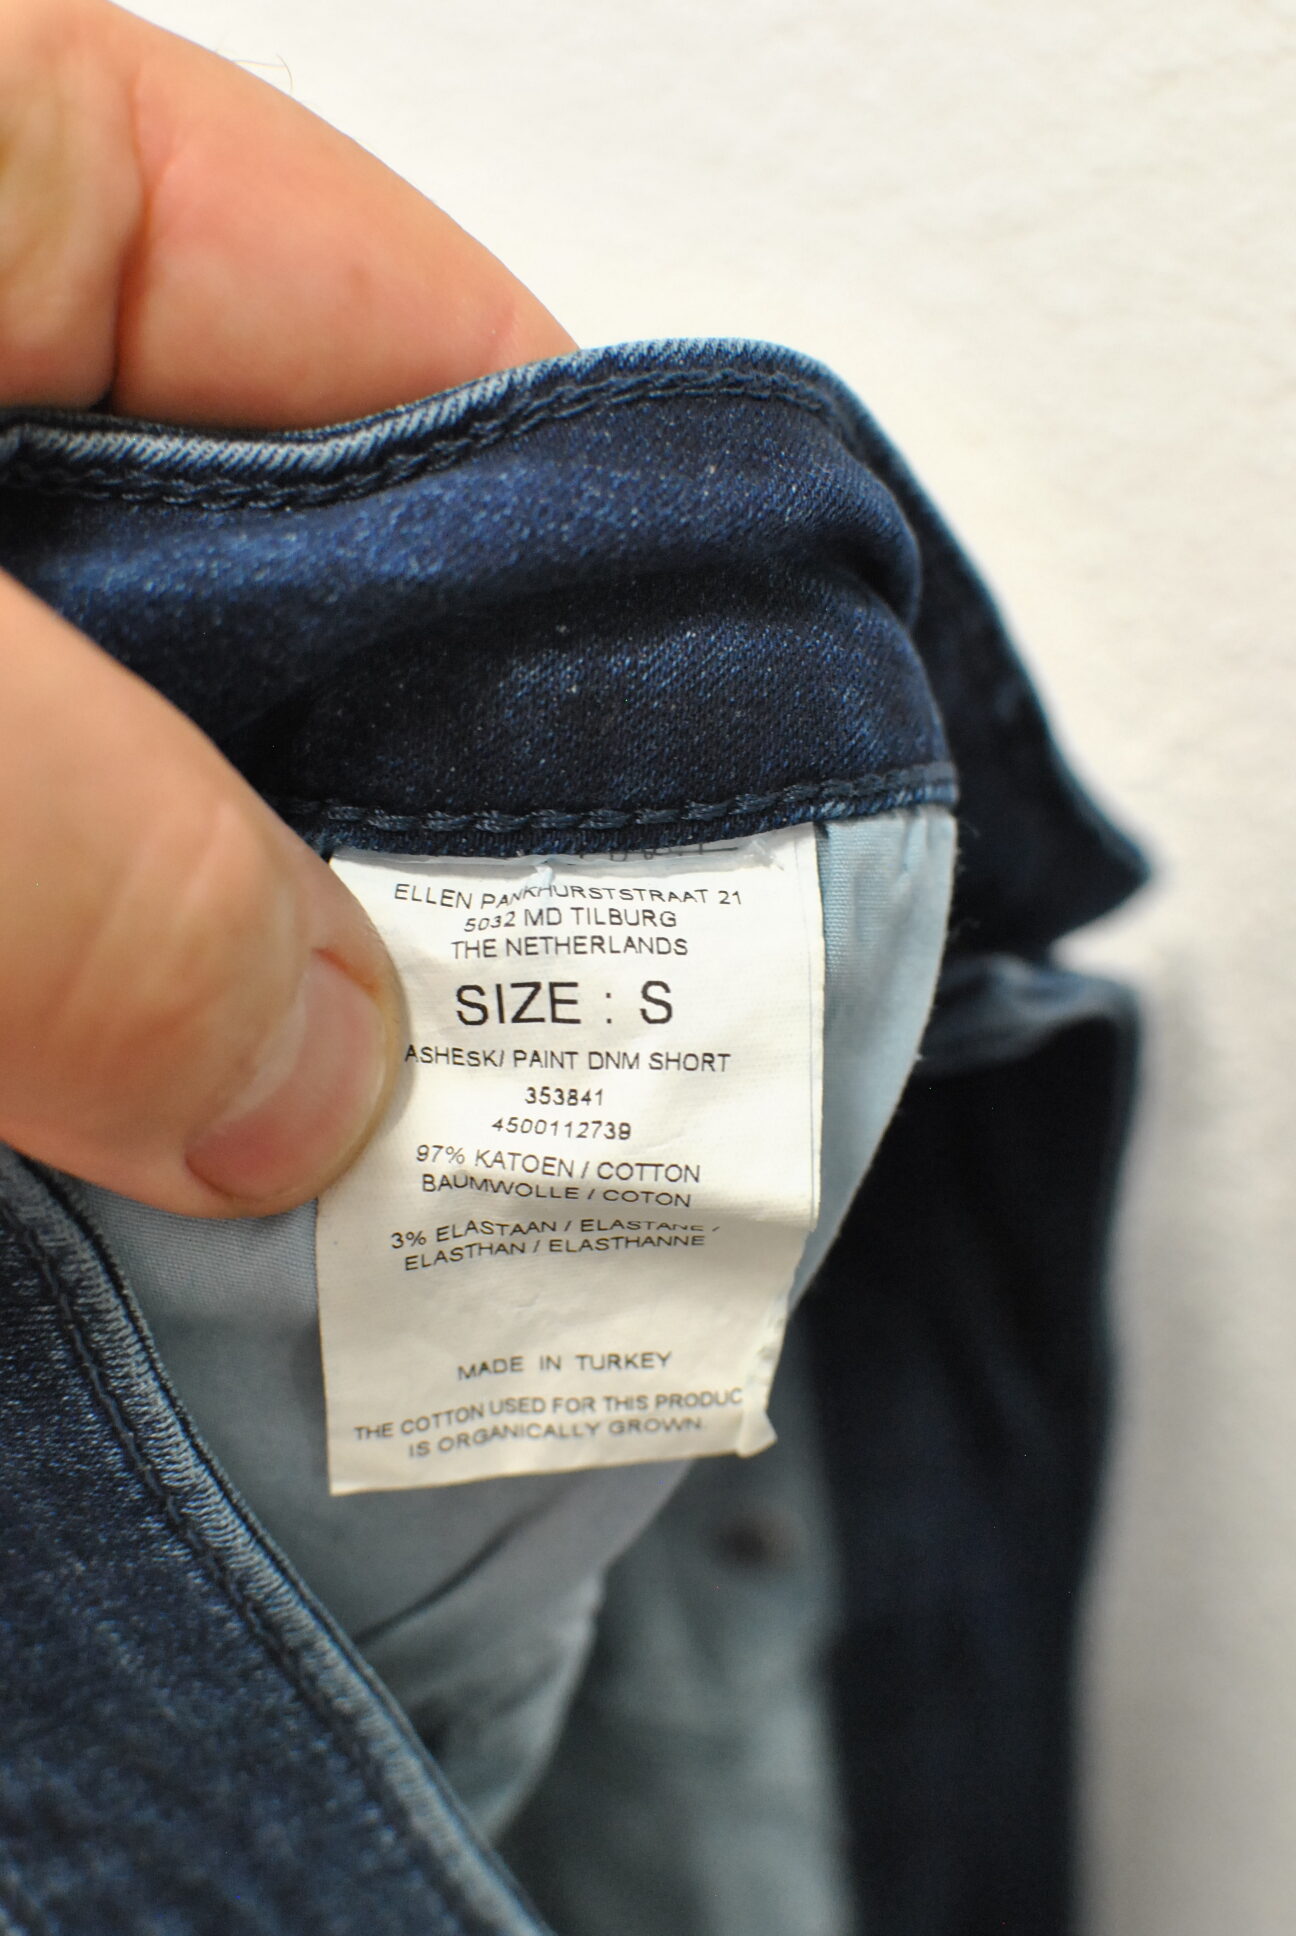 ELLEN PANKHURSTSTRAAT 21
5032 MD TILBURG
THE NETHERLANDS
SIZE : S
ASHESK/ PAINT DNM SHORT
353841
4500112739
97% KATOEN / COTTON
BAUMWOLLE / COTON
3% ELASTAAN / ELASTANE /
ELASTHAN / ELASTHANNE
MADE IN TURKEY
THE COTTON USED FOR THIS PRODUC
IS ORGANICALLY GROWN.